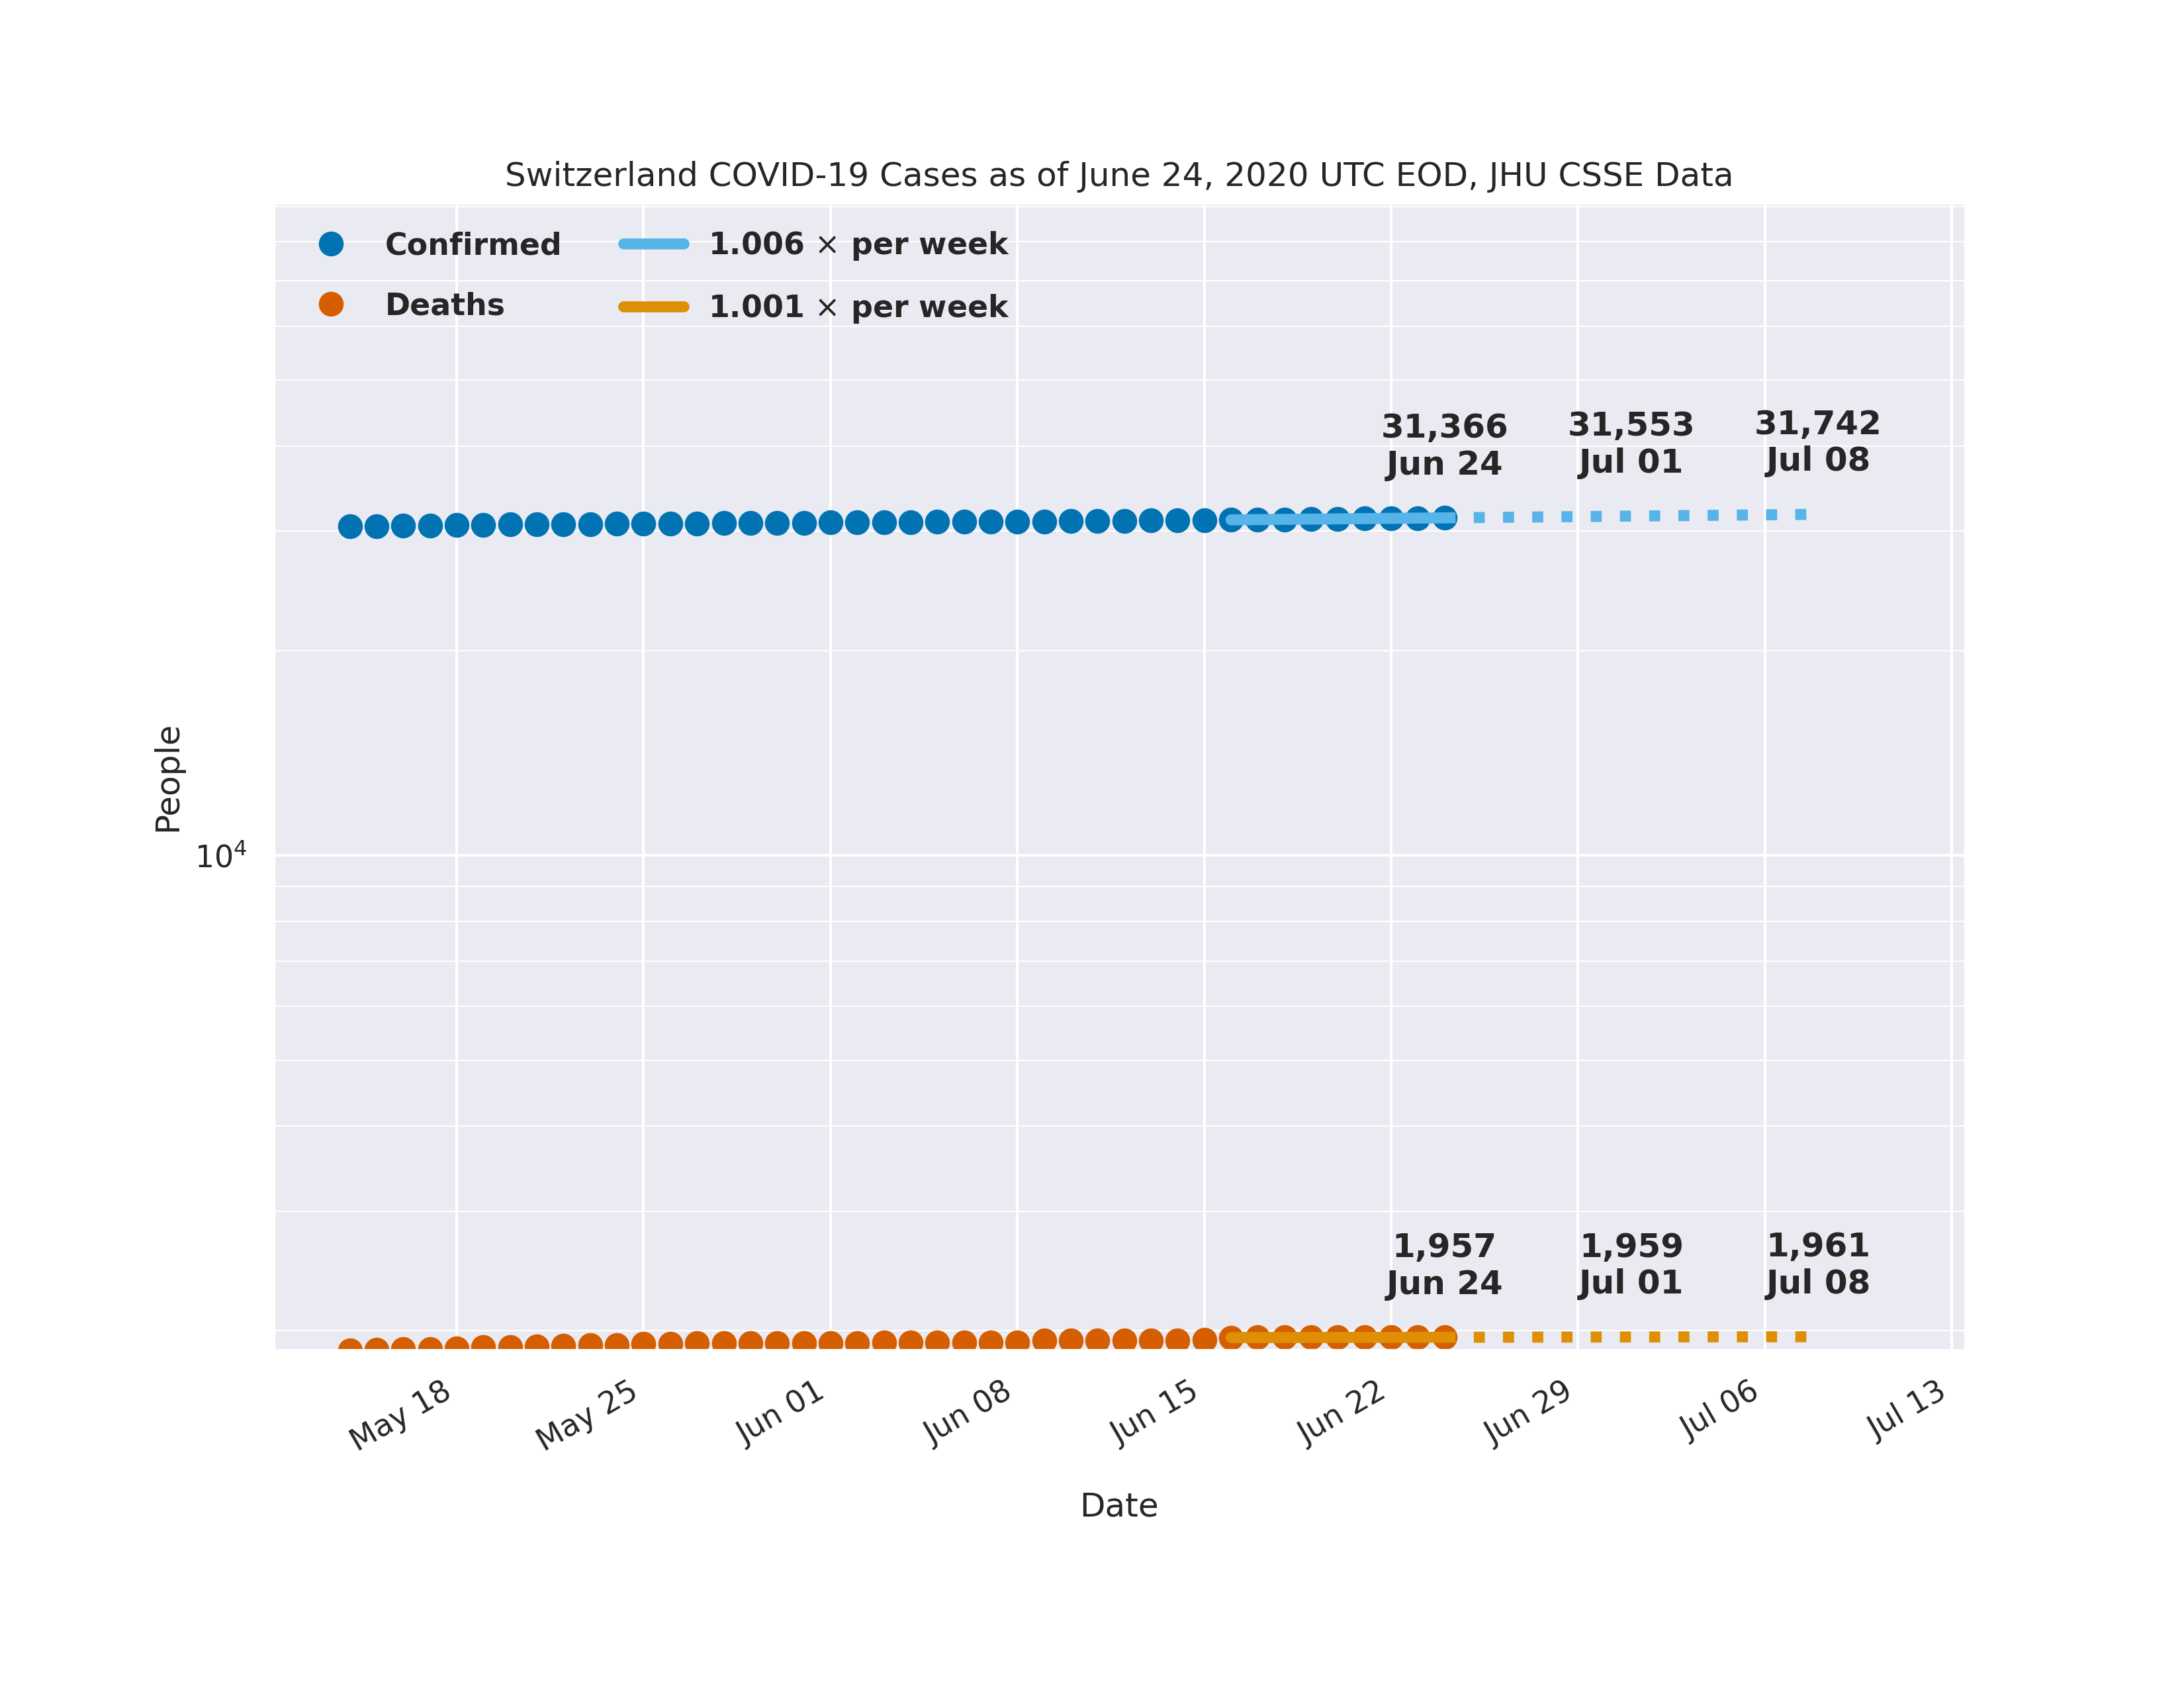 Switzerland COVID-19 Cases as of June 24, 2020 UTC EOD, JHU CSSE Data
Confirmed
Deaths
1.006 × per week
1.001 × per week
31,366
Jun 24
31,553
Jul 01
31,742
Jul 08
People
10⁴
1,957
Jun 24
1,959
Jul 01
1,961
Jul 08
May 18
May 25
Jun 01
Jun 08
Jun 15
Jun 22
Jun 29
Jul 06
Jul 13
Date